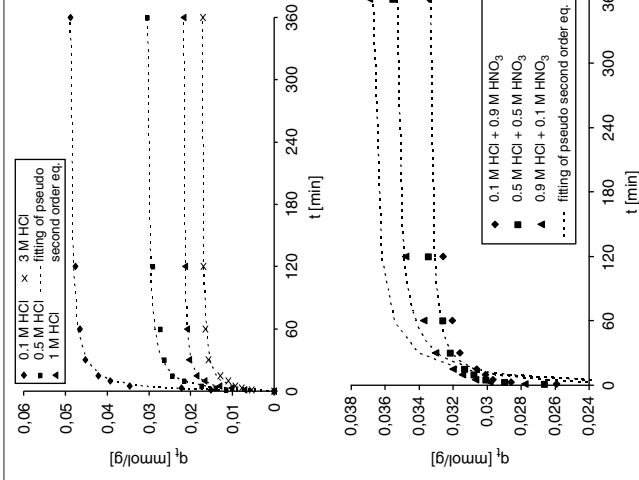 0.1 M HCl
3 M HCl
0.5 M HCl
fitting of pseudo
1 M HCl
second order eq.
0,06
0,05
0,04
0,03
0,02
0,01
0
qt [mmol/g]
0
60
120
180
240
300
360
t [min]
0,038
0,036
0,034
0,032
0,03
0,028
0,026
0,024
qt [mmol/g]
0.1 M HCl + 0.9 M HNO3
0.5 M HCl + 0.5 M HNO3
0.9 M HCl + 0.1 M HNO3
fitting of pseudo second order eq.
0
60
120
180
240
300
t [min]